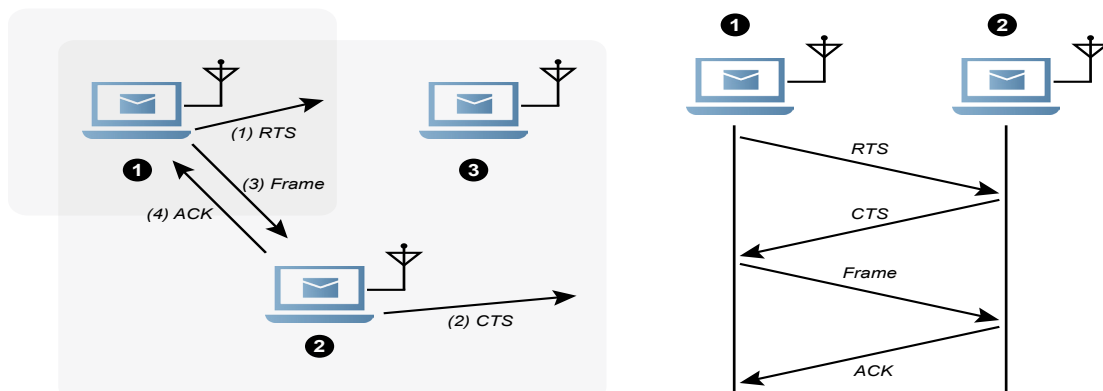 (1) RTS
1
3
(3) Frame
(4) ACK
(2) CTS
2
1
2
RTS
CTS
Frame
ACK